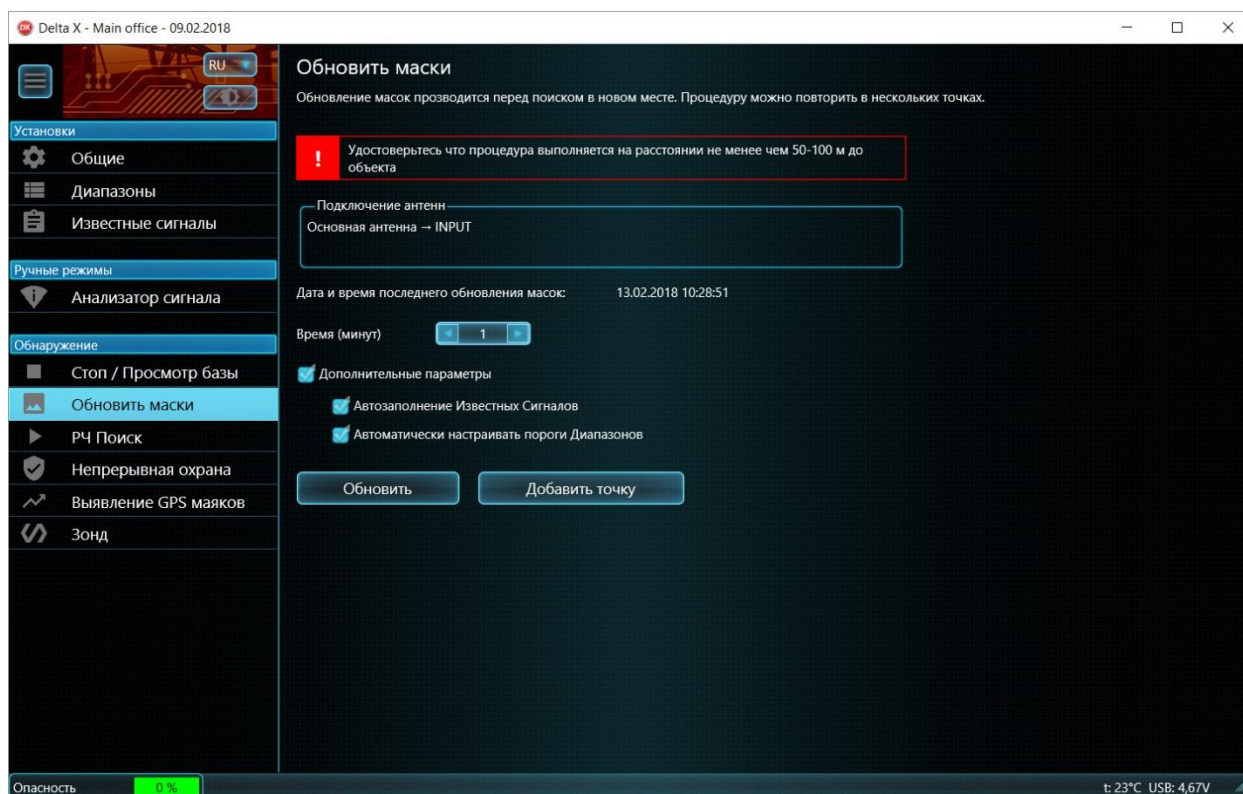 Delta X - Main office - 09.02.2018
RU
Установки
Общие
Диапазоны
Известные сигналы
Ручные режимы
Анализатор сигнала
Обнаружение
Стоп / Просмотр базы
Обновить маски
РЧ Поиск
Непрерывная охрана
Выявление GPS маяков
Зонд
Обновить маски
Обновление масок прозводится перед поиском в новом месте. Процедуру можно повторить в нескольких точках.
! Удостоверьтесь что процедура выполняется на расстоянии не менее чем 50-100 м до
объекта
Подключение антенн
Основная антенна → INPUT
Дата и время последнего обновления масок: 13.02.2018 10:28:51
Время (минут) 1
Дополнительные параметры
Автозаполнение Известных Сигналов
Автоматически настраивать пороги Диапазонов
Обновить Добавить точку
Опасность 0 % t: 23°C USB: 4,67V